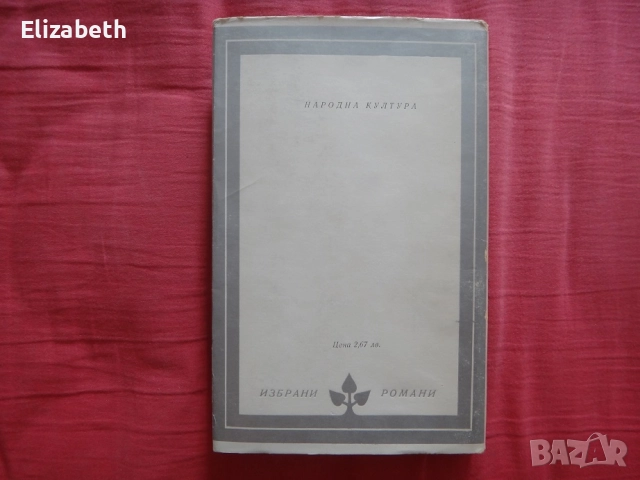 Elizabeth
НАРОДНА КУЛТУРА
Цена 2,67 лв.
ИЗБРАНИ РОМАНИ
BAZAR